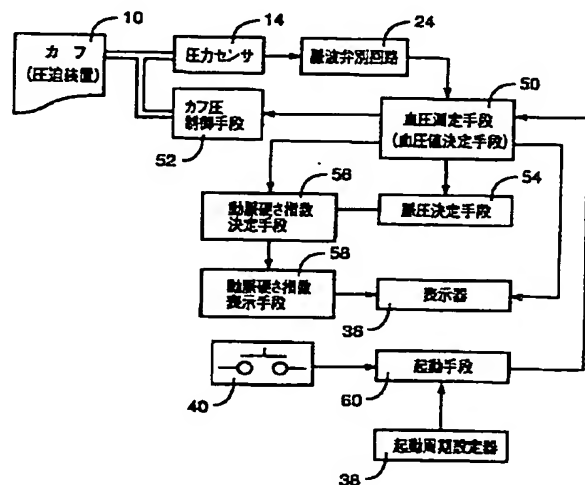 10
14
24
カフ
(圧迫装置)
圧力センサ
脈波弁別回路
50
カフ圧
制御手段
52
血圧測定手段
(血圧値決定手段)
56
54
動脈硬さ指数
決定手段
脈圧決定手段
58
動脈硬さ指数
表示手段
表示器
36
40
起動手段
60
起動周期設定器
38